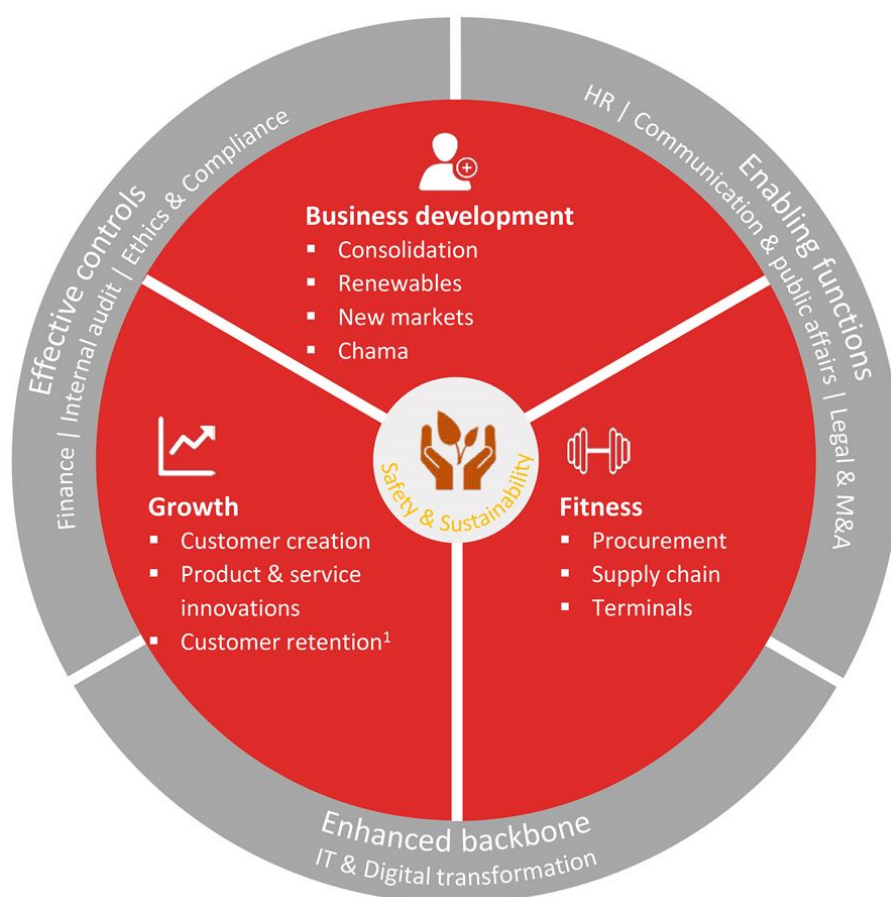 Effective controls
Finance | Internal audit | Ethics & Compliance
HR | Communication & public affairs | Legal & M&A
Enabling functions
Business development
▪ Consolidation
▪ Renewables
▪ New markets
▪ Chama
Growth
▪ Customer creation
▪ Product & service
innovations
▪ Customer retention¹
Safety & Sustainability
Fitness
▪ Procurement
▪ Supply chain
▪ Terminals
Enhanced backbone
IT & Digital transformation